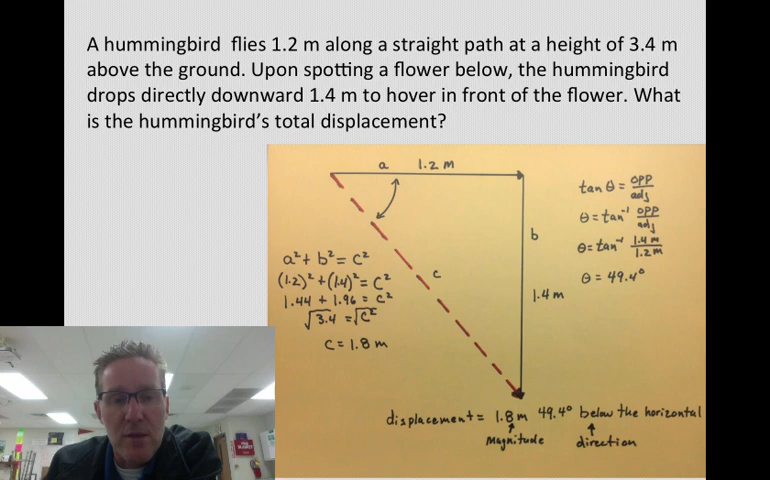 A hummingbird flies 1.2 m along a straight path at a height of 3.4 m
above the ground. Upon spotting a flower below, the hummingbird
drops directly downward 1.4 m to hover in front of the flower. What
is the hummingbird's total displacement?
a 1.2 M
tan θ = opp/adj
θ = tan⁻¹ opp/adj
b
θ = tan⁻¹ 1.4 m/1.2 m
a² + b² = c²
c
θ = 49.4°
(1.2)² + (1.4)² = c²
1.4 m
1.44 + 1.96 = c²
√3.4 = √c²
c = 1.8 m
displacement = 1.8 m 49.4° below the horizontal
Magnitude direction